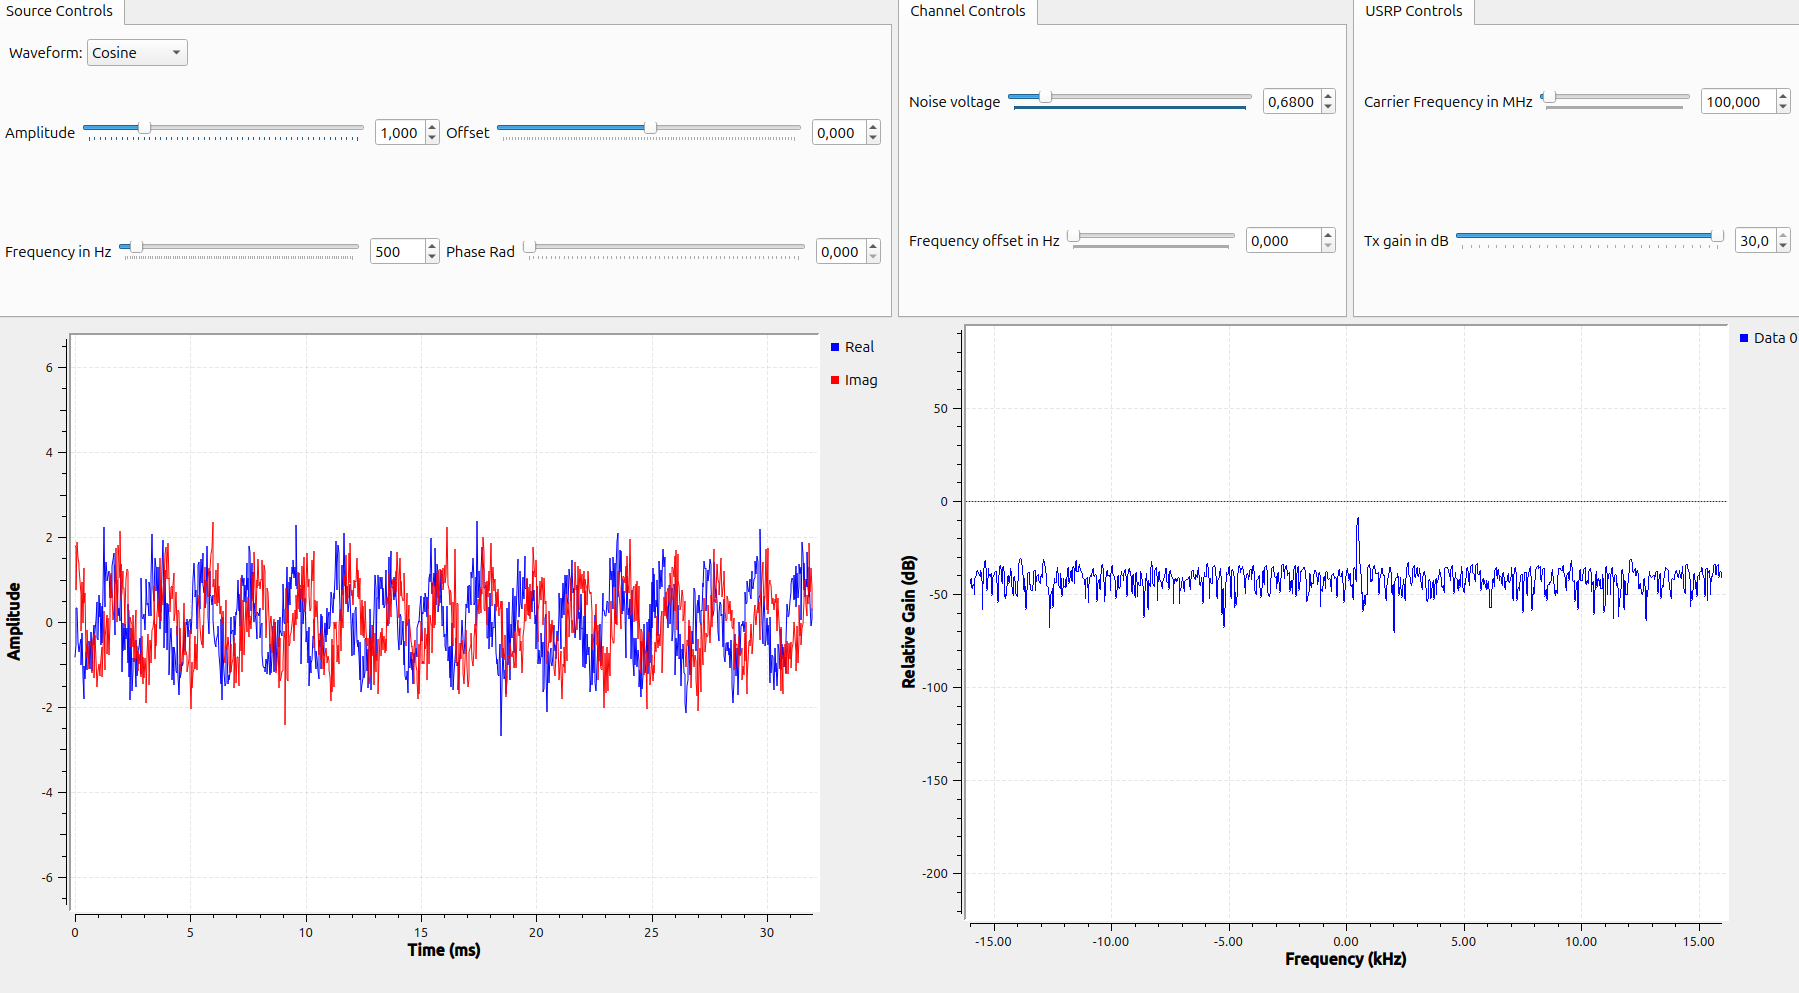 Source Controls
Channel Controls
USRP Controls
Waveform: Cosine
Amplitude 1,000 Offset 0,000
Noise voltage 0,6800
Carrier Frequency in MHz 100,000
Frequency in Hz 500 Phase Rad 0,000
Frequency offset in Hz 0,000
Tx gain in dB 30,0
Real
Imag
Amplitude
6
4
2
0
-2
-4
-6
0 5 10 15 20 25 30
Time (ms)
Data 0
Relative Gain (dB)
50
0
-50
-100
-150
-200
-15.00 -10.00 -5.00 0.00 5.00 10.00 15.00
Frequency (kHz)